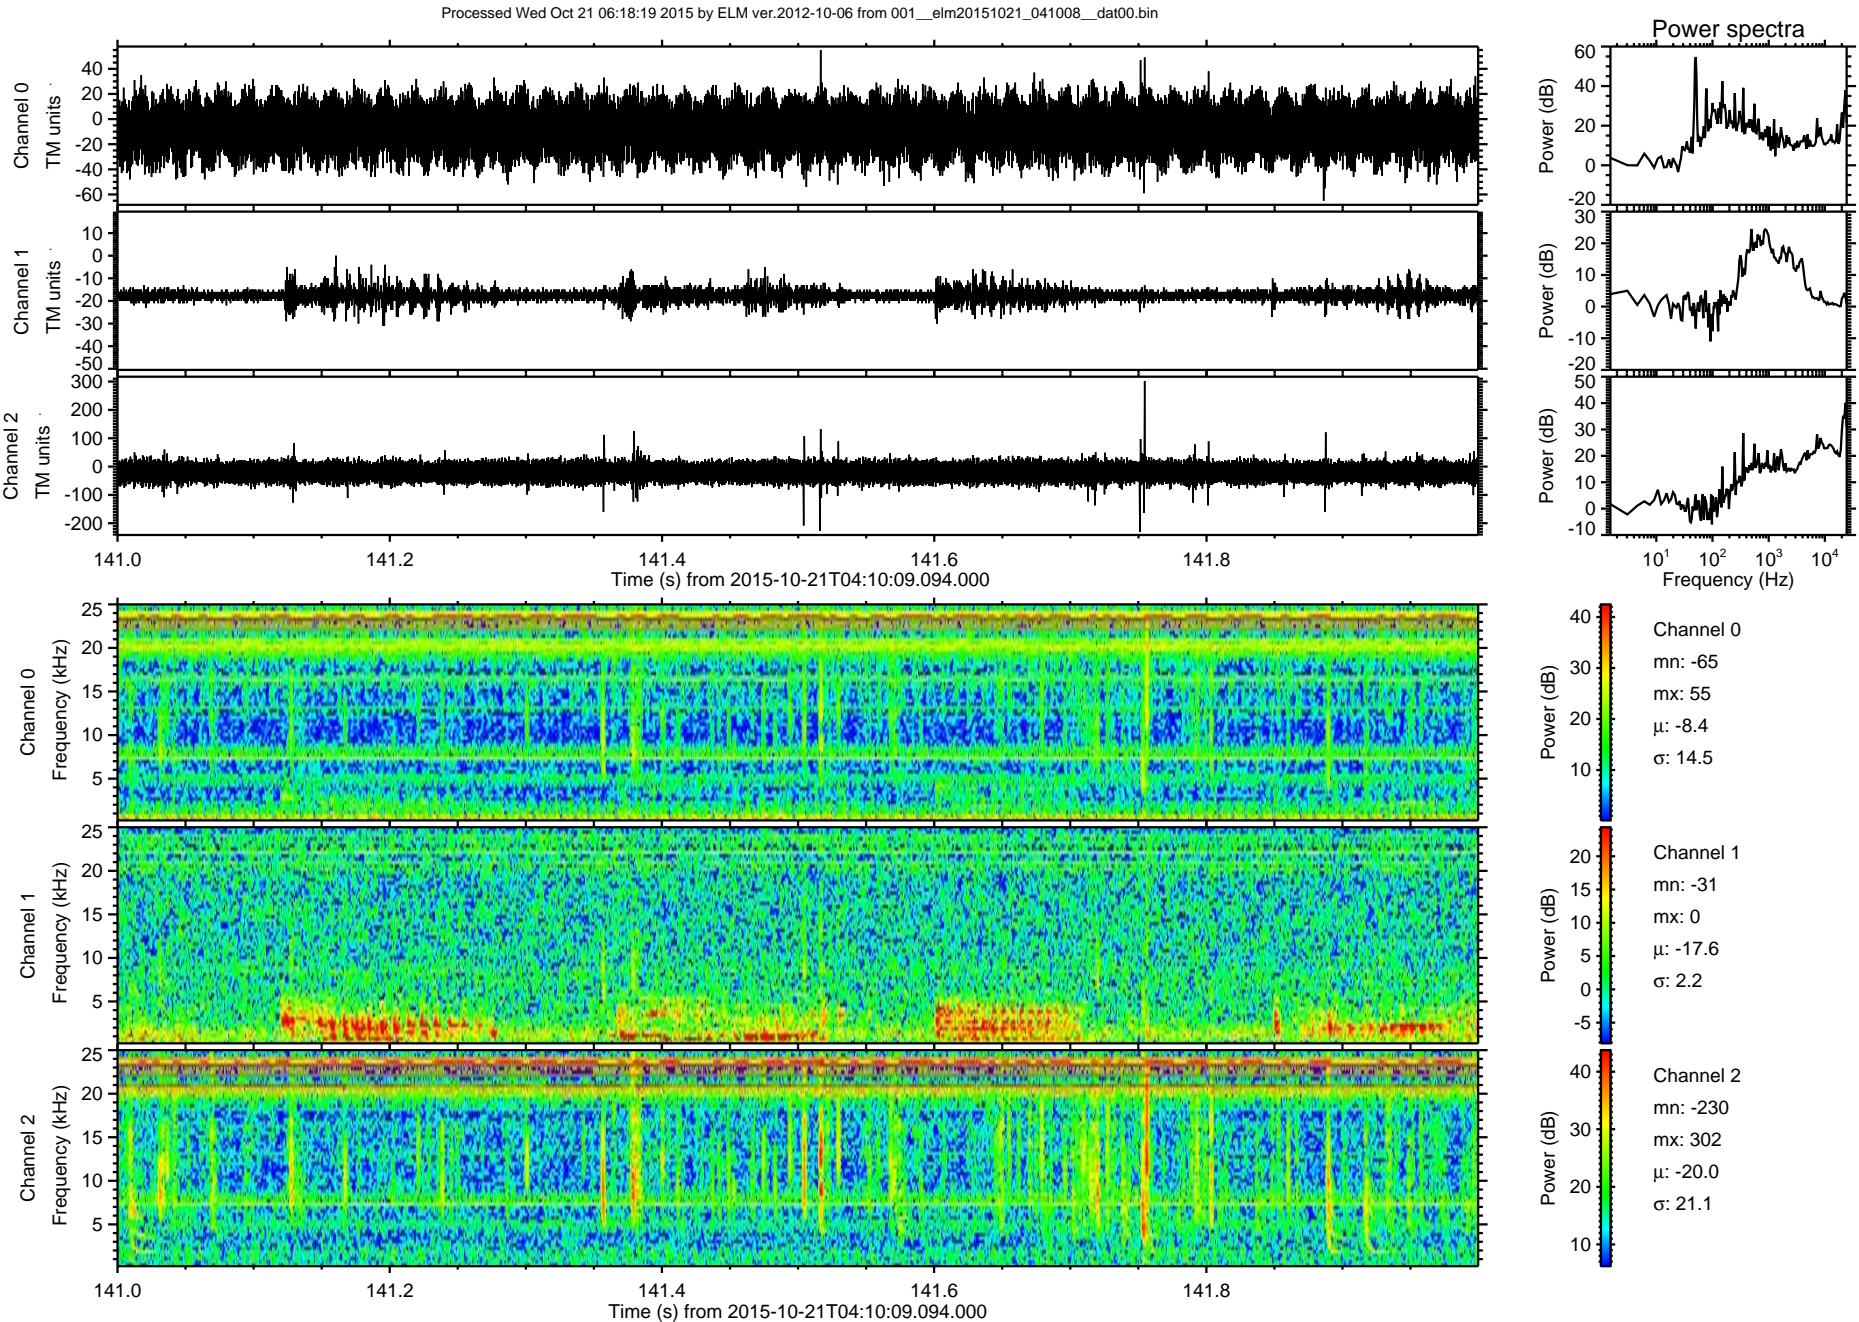 Processed Wed Oct 21 06:18:19 2015 by ELM ver.2012-10-06 from 001__elm20151021_041008__dat00.bin
Power spectra
Channel 0
TM units
40
20
0
-20
-40
-60
Power (dB)
60
40
20
0
-20
Channel 1
TM units
10
0
-10
-20
-30
-40
-50
Power (dB)
30
20
10
0
-10
-20
Channel 2
TM units
300
200
100
0
-100
-200
Power (dB)
50
40
30
20
10
0
-10
141.0 141.2 141.4 141.6 141.8
Time (s) from 2015-10-21T04:10:09.094.000
10¹ 10² 10³ 10⁴
Frequency (Hz)
Channel 0
Frequency (kHz)
25
20
15
10
5
Power (dB)
40
30
20
10
Channel 0
mn: -65
mx: 55
μ: -8.4
σ: 14.5
Channel 1
Frequency (kHz)
25
20
15
10
5
Power (dB)
20
15
10
5
0
-5
Channel 1
mn: -31
mx: 0
μ: -17.6
σ: 2.2
Channel 2
Frequency (kHz)
25
20
15
10
5
Power (dB)
40
30
20
10
Channel 2
mn: -230
mx: 302
μ: -20.0
σ: 21.1
141.0 141.2 141.4 141.6 141.8
Time (s) from 2015-10-21T04:10:09.094.000